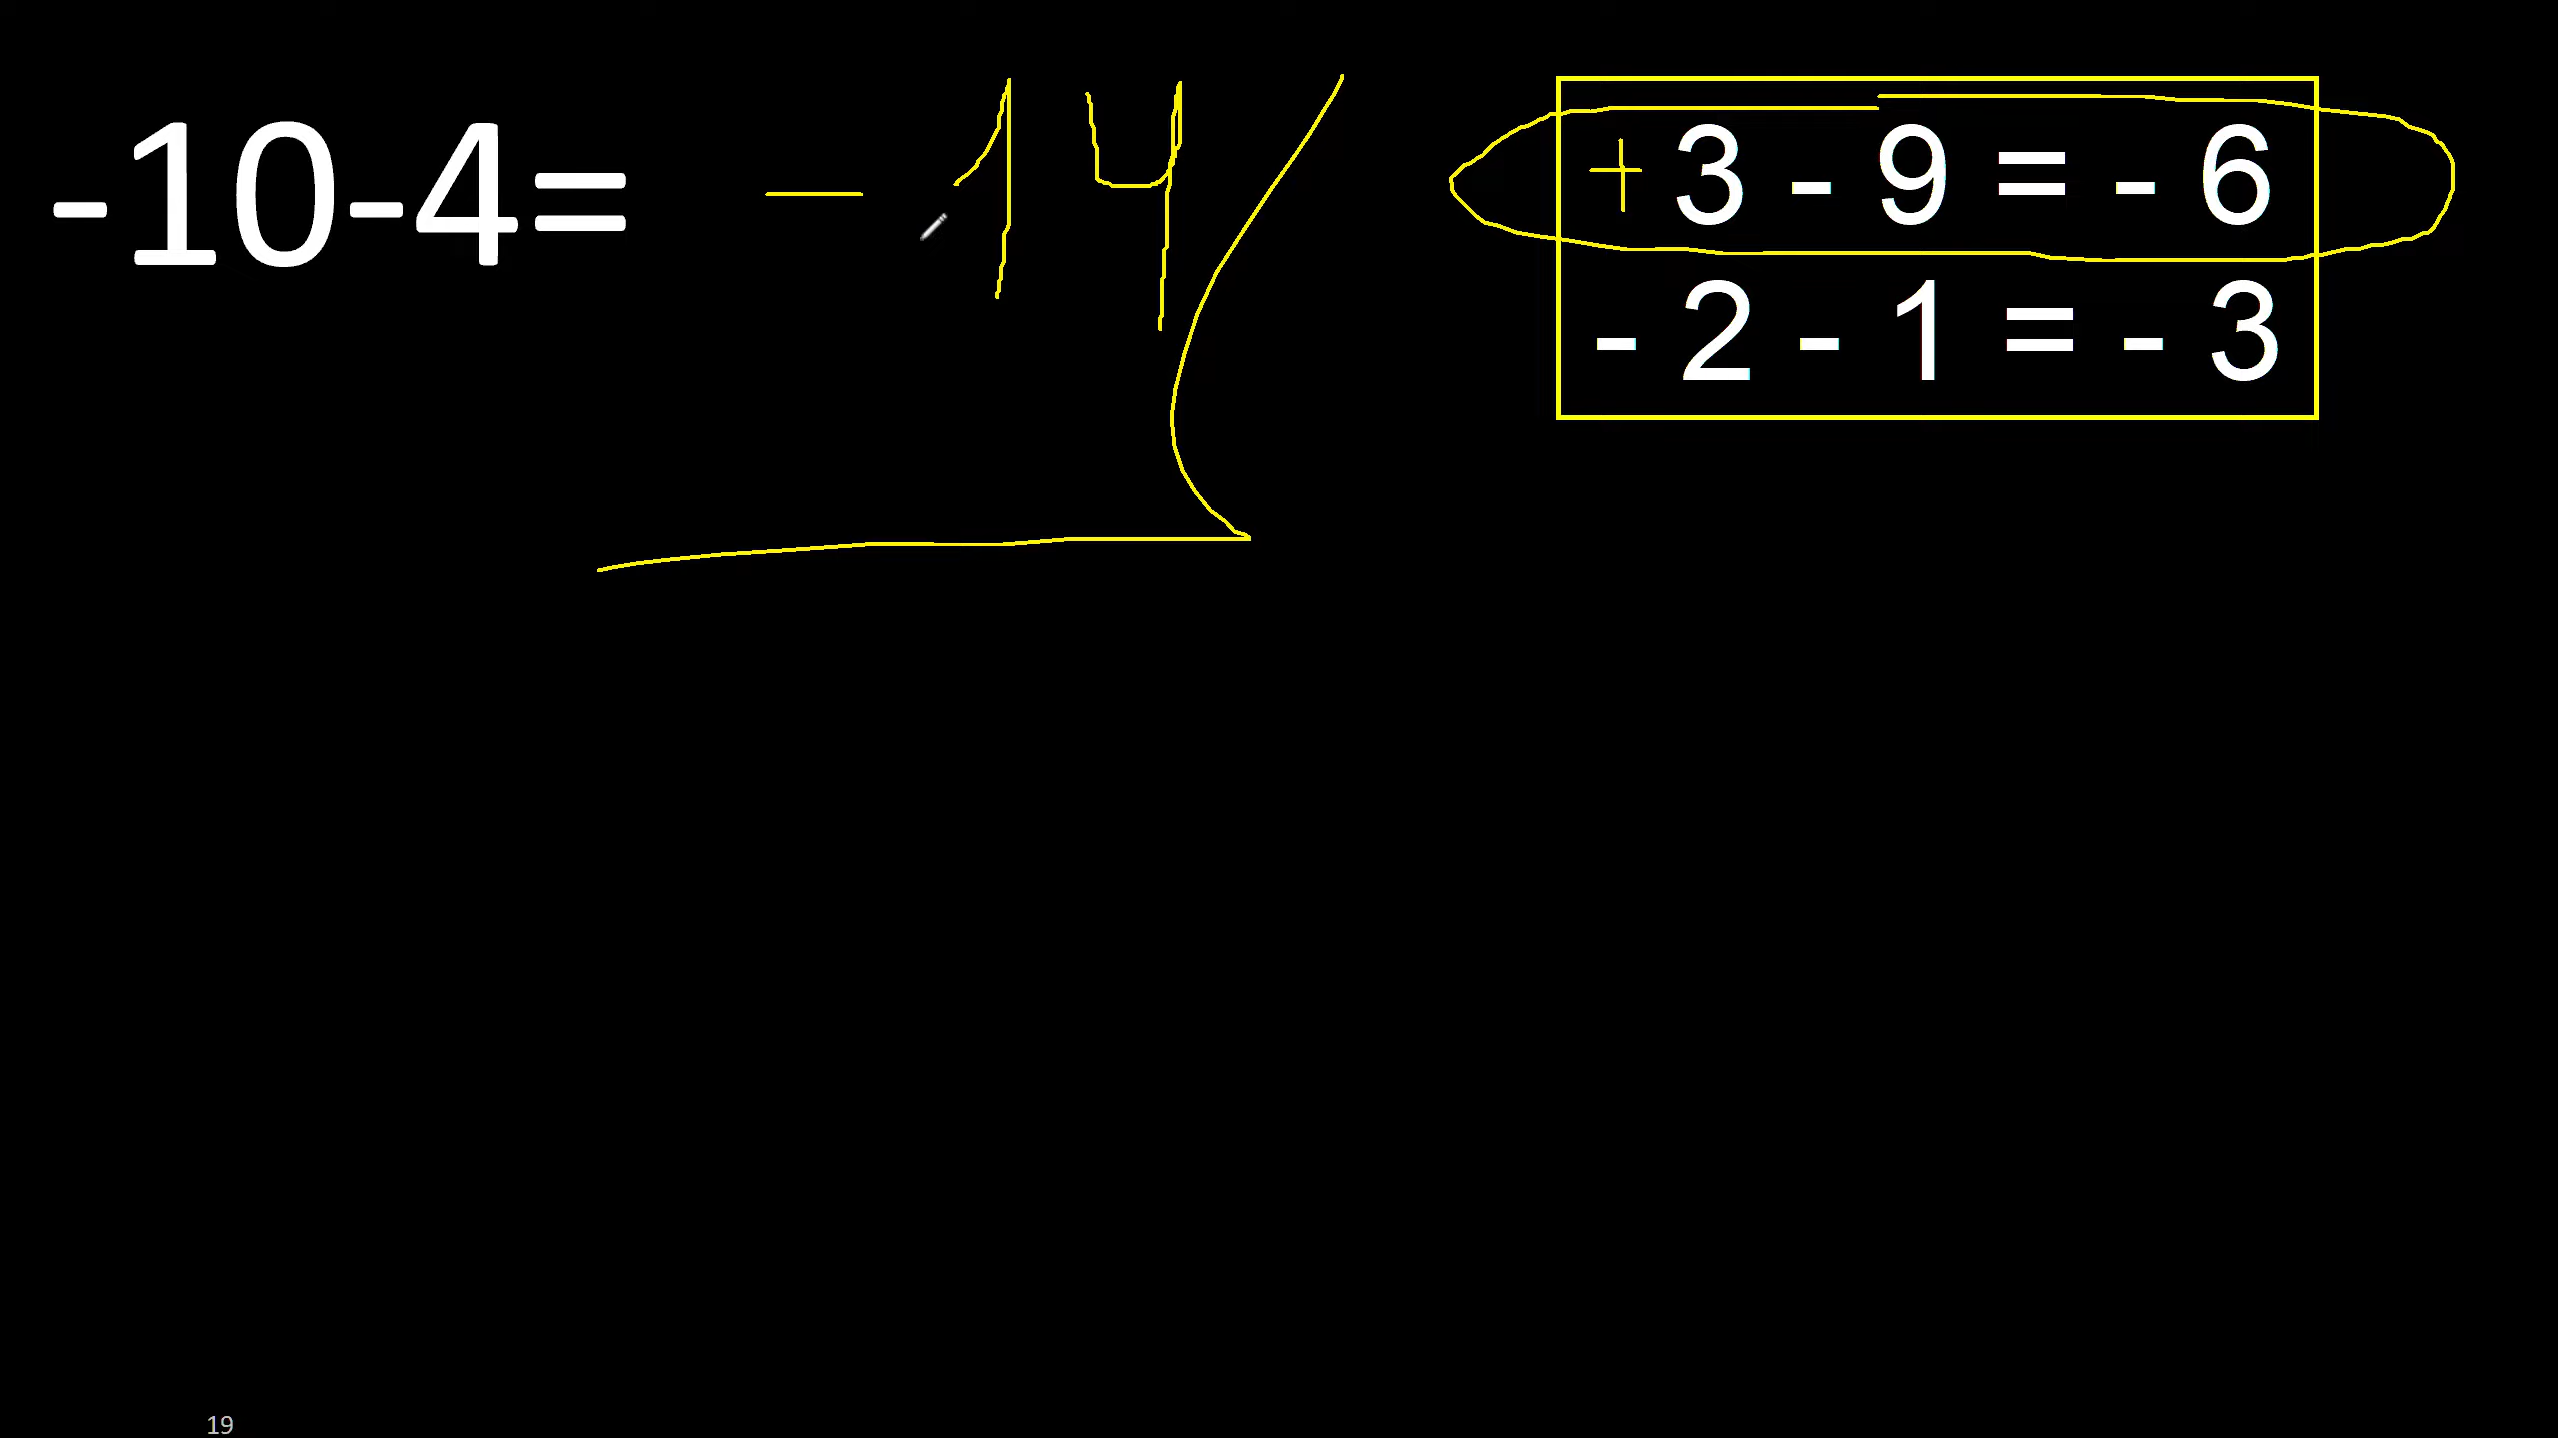 -10-4= - 14
+ 3 - 9 = - 6
- 2 - 1 = - 3
19